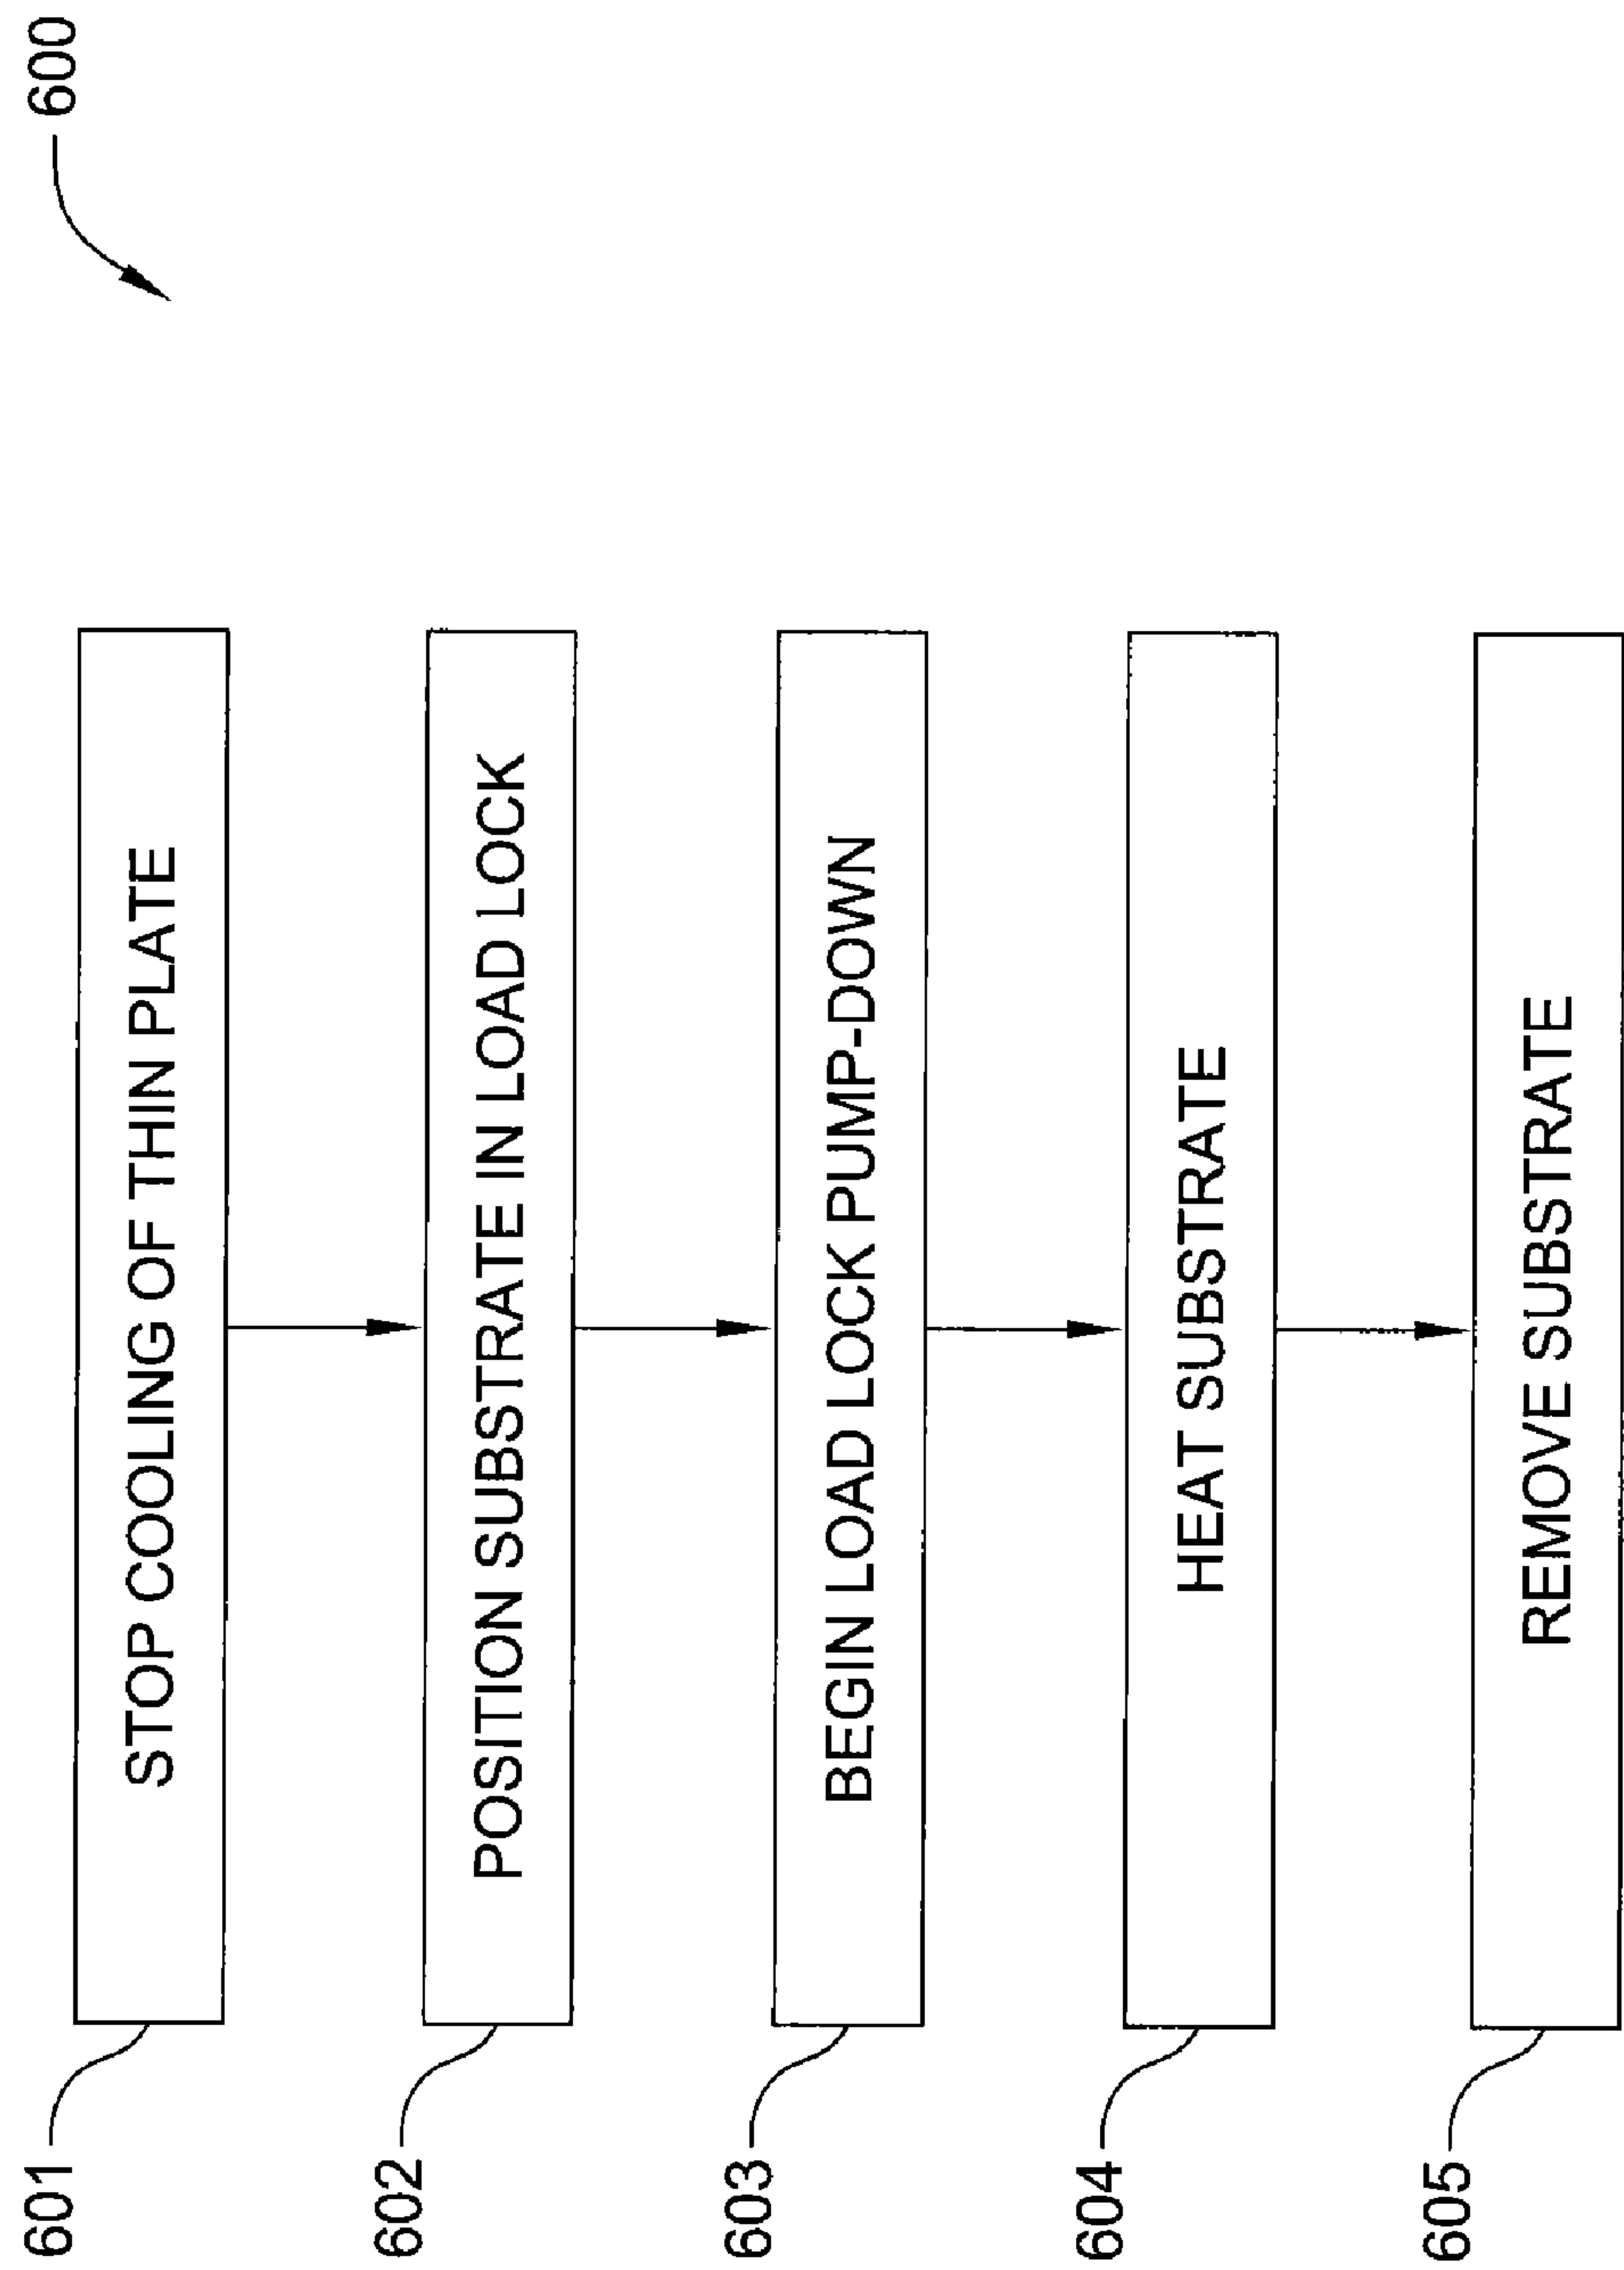 600
601
STOP COOLING OF THIN PLATE
602
POSITION SUBSTRATE IN LOAD LOCK
603
BEGIN LOAD LOCK PUMP-DOWN
604
HEAT SUBSTRATE
605
REMOVE SUBSTRATE